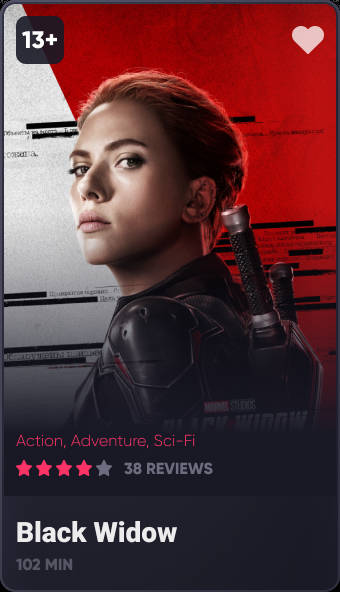 13+
MARVEL STUDIOS
BLACK WIDOW
Action, Adventure, Sci-Fi
38 REVIEWS
Black Widow
102 MIN